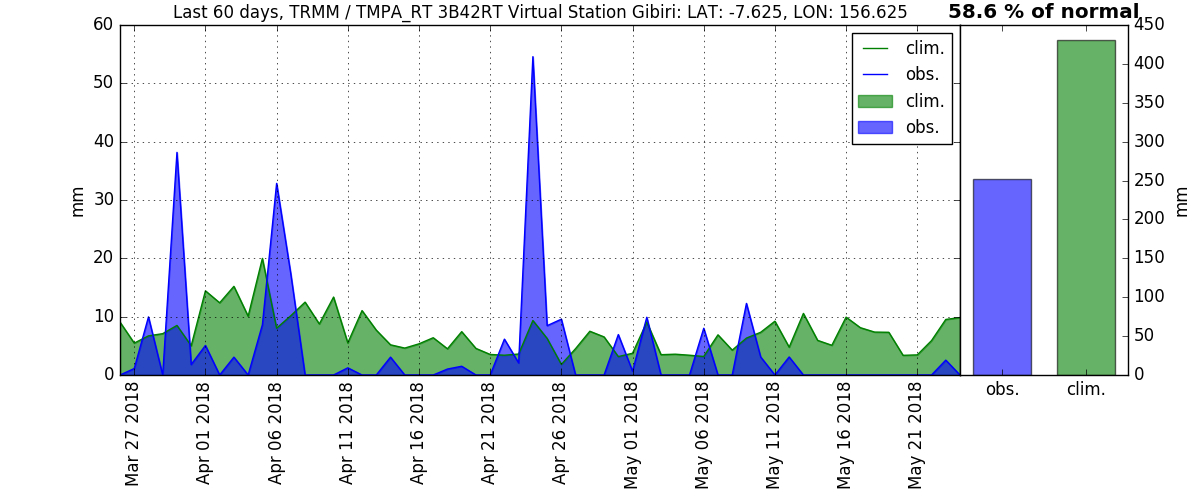 Last 60 days, TRMM / TMPA_RT 3B42RT Virtual Station Gibiri: LAT: -7.625, LON: 156.625
58.6 % of normal
60
50
40
30
20
10
0
mm
clim.
obs.
clim.
obs.
Mar 27 2018
Apr 01 2018
Apr 06 2018
Apr 11 2018
Apr 16 2018
Apr 21 2018
Apr 26 2018
May 01 2018
May 06 2018
May 11 2018
May 16 2018
May 21 2018
450
400
350
300
250
200
150
100
50
0
mm
obs.
clim.